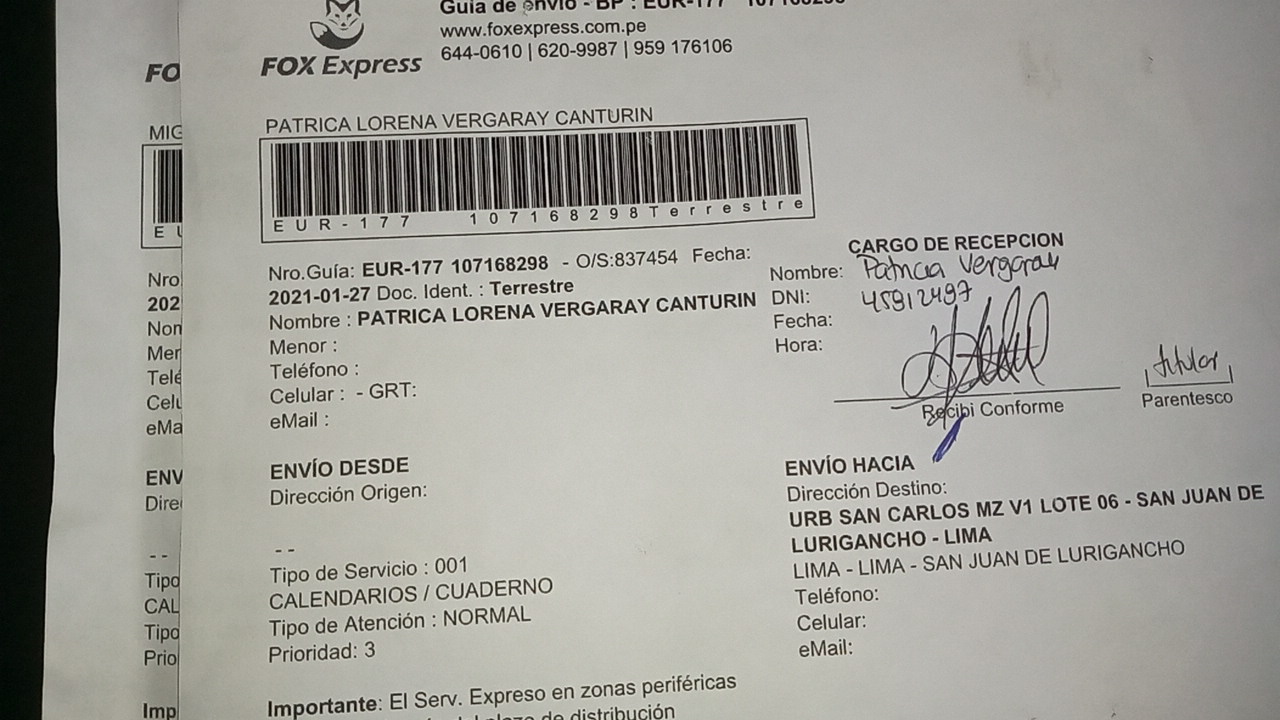 Guía de envío - BP : EUR-177 107168298
www.foxexpress.com.pe
644-0610 | 620-9987 | 959 176106
FOX Express
PATRICA LORENA VERGARAY CANTURIN
EUR-177 107168298Terrestre
Nro.Guía: EUR-177 107168298 - O/S:837454 Fecha:
2021-01-27 Doc. Ident. : Terrestre
Nombre : PATRICA LORENA VERGARAY CANTURIN
Menor :
Teléfono :
Celular : - GRT:
eMail :
CARGO DE RECEPCION
Nombre: Patricia Vergaray
DNI: 45912497
Fecha:
Hora:
Recibi Conforme
titular
Parentesco
ENVÍO DESDE
Dirección Origen:
- -
Tipo de Servicio : 001
CALENDARIOS / CUADERNO
Tipo de Atención : NORMAL
Prioridad: 3
ENVÍO HACIA
Dirección Destino:
URB SAN CARLOS MZ V1 LOTE 06 - SAN JUAN DE
LURIGANCHO - LIMA
LIMA - LIMA - SAN JUAN DE LURIGANCHO
Teléfono:
Celular:
eMail:
Importante: El Serv. Expreso en zonas periféricas
del plazo de distribución
FO
MIG
E U
Nro
202
Non
Mer
Telé
Celu
eMa
ENV
Dire
- -
Tipo
CAL
Tipo
Prio
Imp